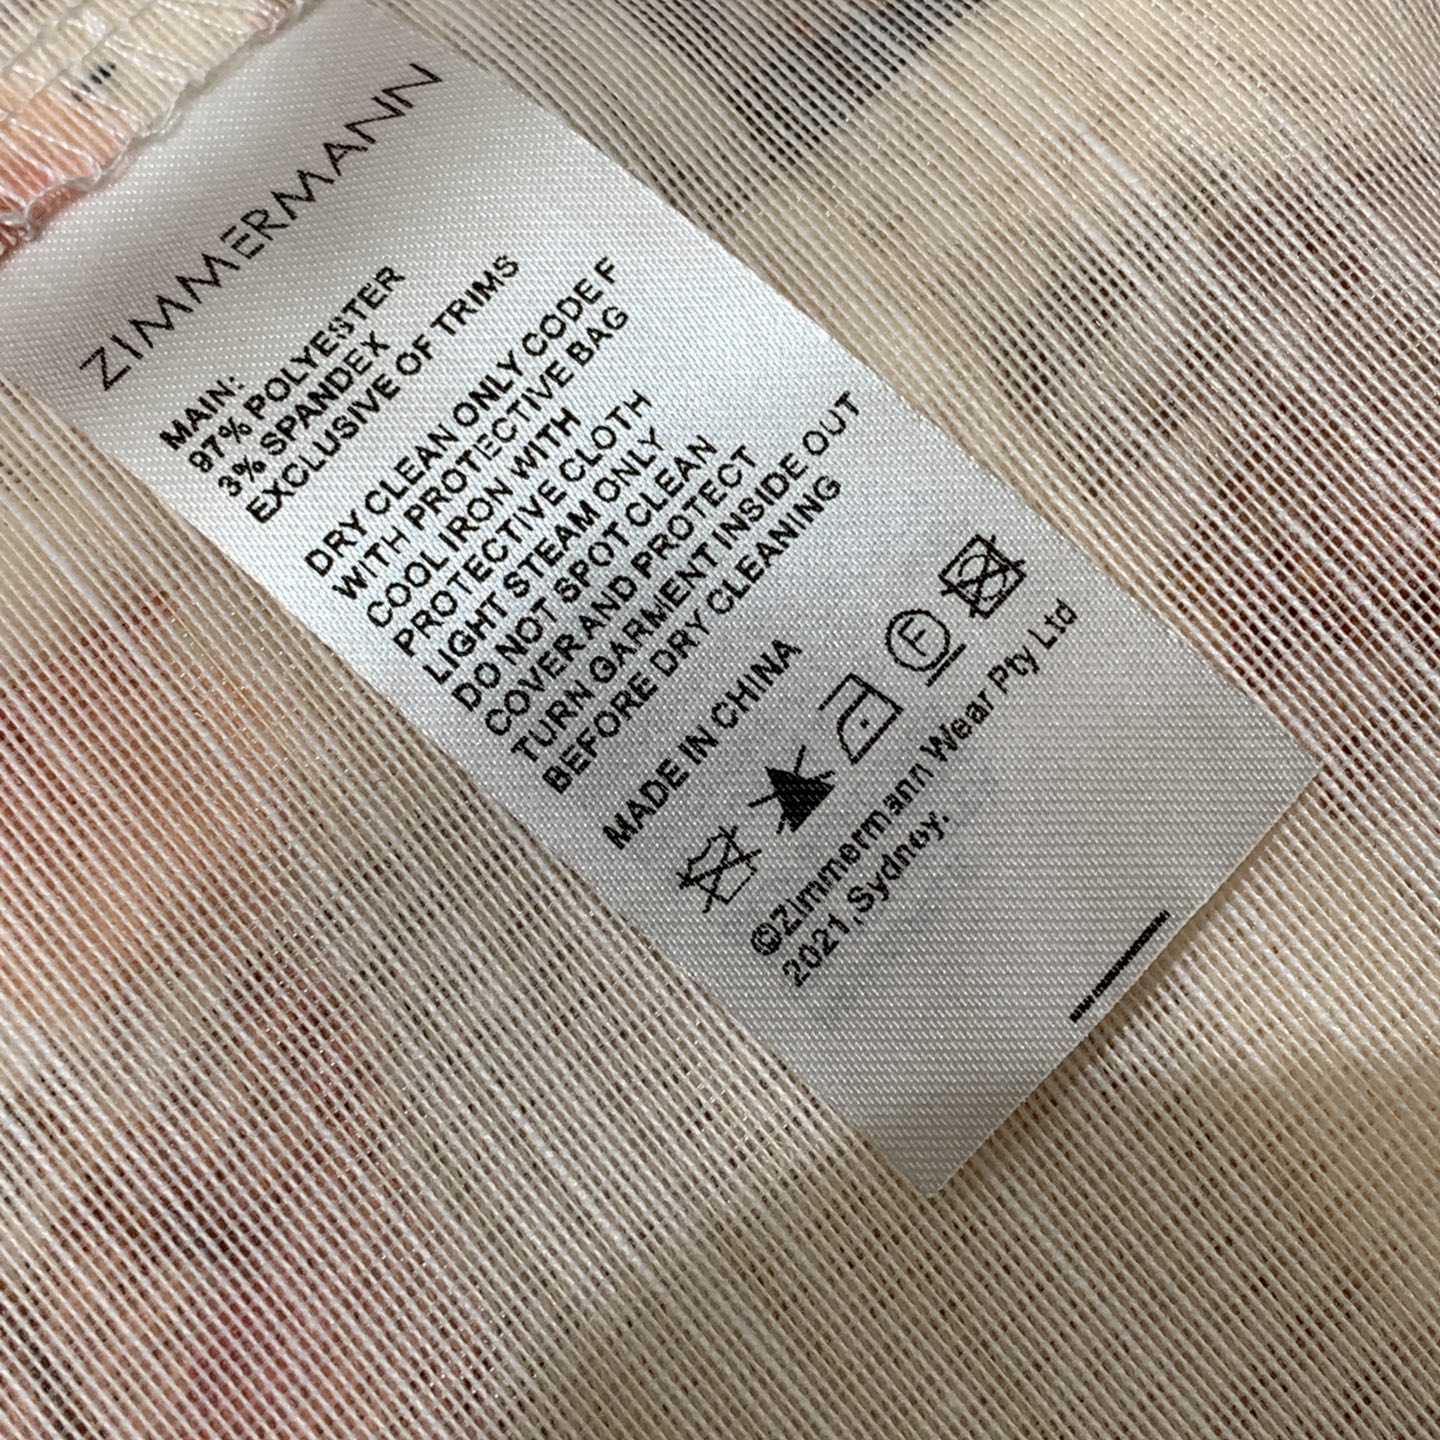 ZIMMERMANN
MAIN:
97% POLYESTER
3% SPANDEX
EXCLUSIVE OF TRIMS
DRY CLEAN ONLY CODE F
WITH PROTECTIVE BAG
COOL IRON WITH
PROTECTIVE CLOTH
LIGHT STEAM ONLY
DO NOT SPOT CLEAN
COVER AND PROTECT
TURN GARMENT INSIDE OUT
BEFORE DRY CLEANING
MADE IN CHINA
F
©Zimmermann Wear Pty Ltd
2021,Sydney.